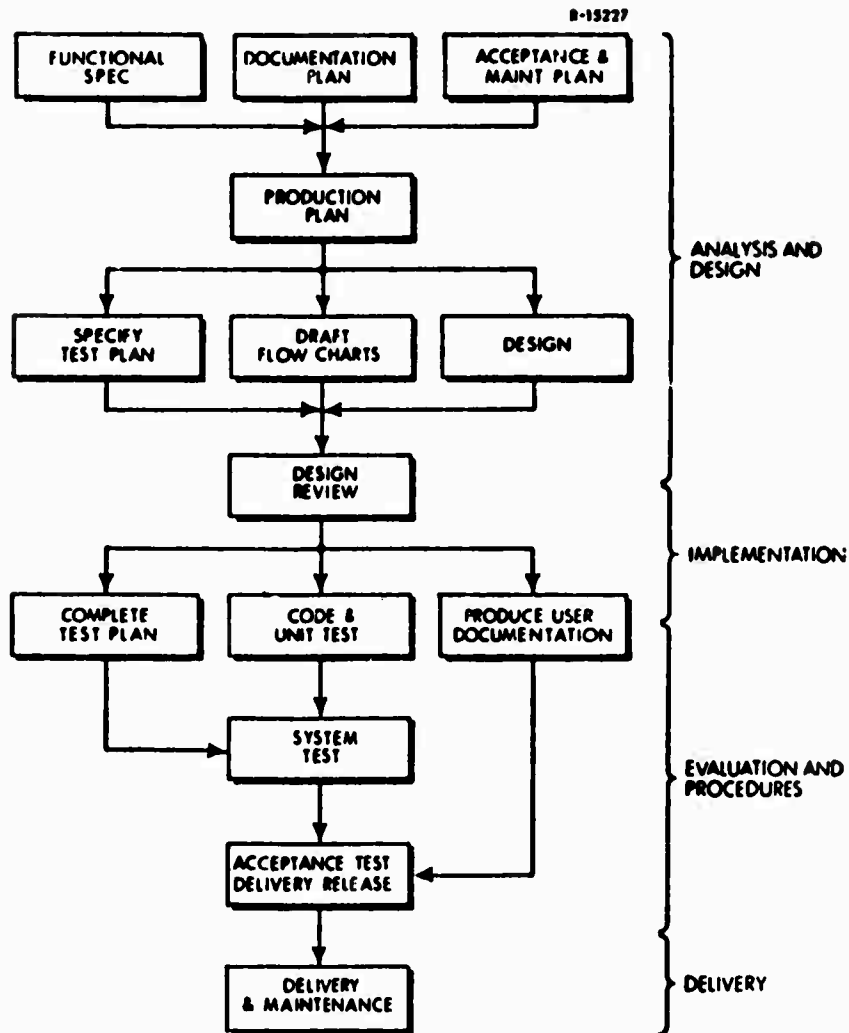 R-15227
FUNCTIONAL
SPEC
DOCUMENTATION
PLAN
ACCEPTANCE &
MAINT PLAN
PRODUCTION
PLAN
ANALYSIS AND
DESIGN
SPECIFY
TEST PLAN
DRAFT
FLOW CHARTS
DESIGN
DESIGN
REVIEW
IMPLEMENTATION
COMPLETE
TEST PLAN
CODE &
UNIT TEST
PRODUCE USER
DOCUMENTATION
SYSTEM
TEST
EVALUATION AND
PROCEDURES
ACCEPTANCE TEST
DELIVERY RELEASE
DELIVERY
& MAINTENANCE
DELIVERY